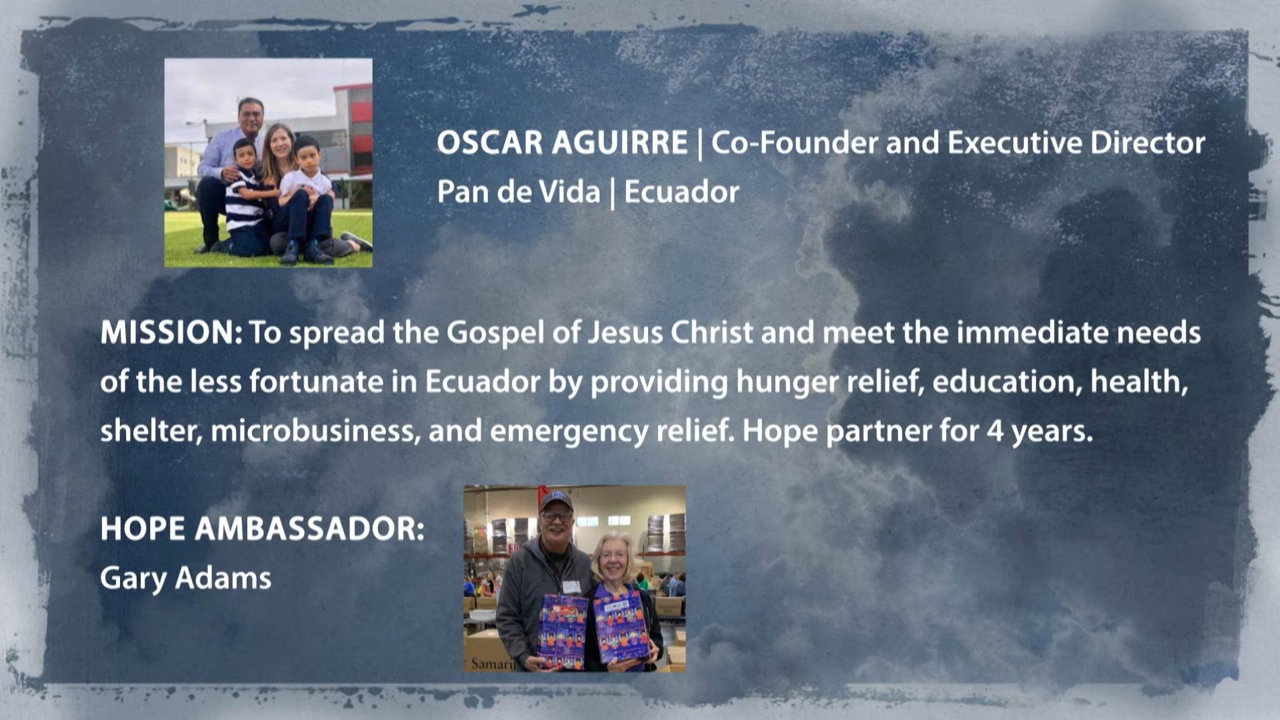 OSCAR AGUIRRE | Co-Founder and Executive Director
Pan de Vida | Ecuador
MISSION: To spread the Gospel of Jesus Christ and meet the immediate needs
of the less fortunate in Ecuador by providing hunger relief, education, health,
shelter, microbusiness, and emergency relief. Hope partner for 4 years.
HOPE AMBASSADOR:
Gary Adams